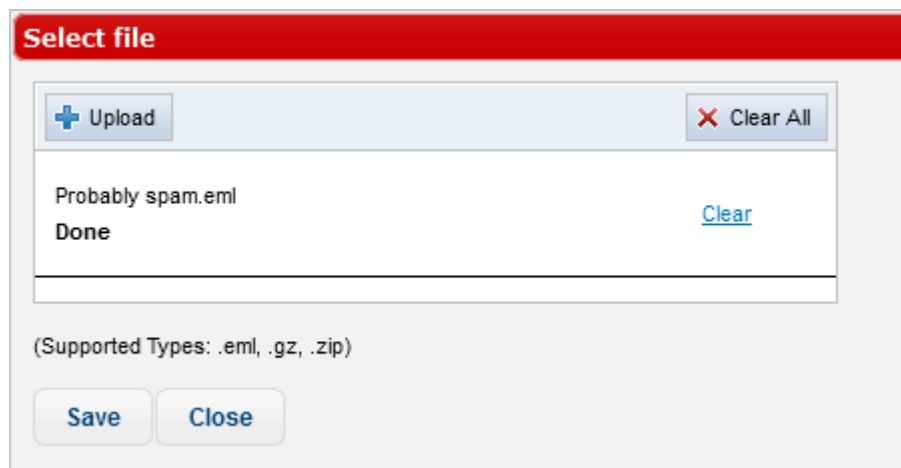 Select file
Upload
Clear All
Probably spam.eml
Done
Clear
(Supported Types: .eml, .gz, .zip)
Save
Close